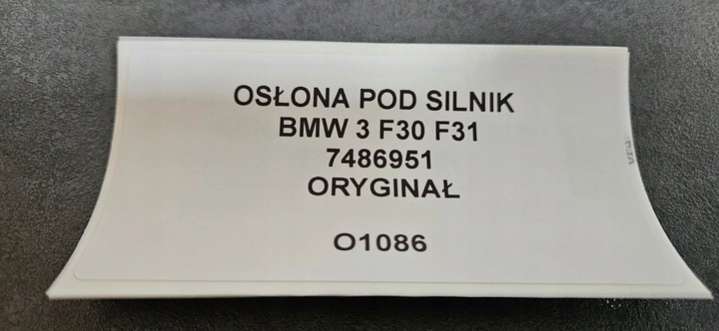 OSŁONA POD SILNIK
BMW 3 F30 F31
7486951
ORYGINAŁ
O1086